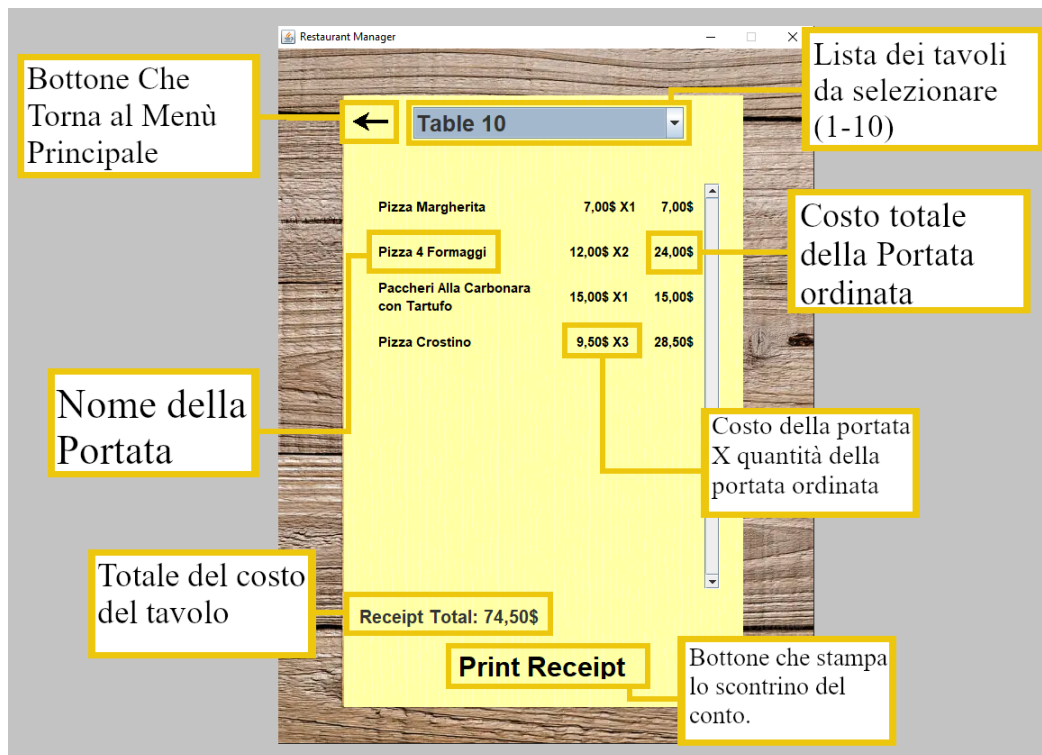 Restaurant Manager
Bottone Che
Torna al Menù
Principale
Lista dei tavoli
da selezionare
(1-10)
Table 10
Pizza Margherita 7,00$ X1 7,00$
Pizza 4 Formaggi 12,00$ X2 24,00$
Paccheri Alla Carbonara
con Tartufo 15,00$ X1 15,00$
Pizza Crostino 9,50$ X3 28,50$
Costo totale
della Portata
ordinata
Nome della
Portata
Costo della portata
X quantità della
portata ordinata
Totale del costo
del tavolo
Receipt Total: 74,50$
Print Receipt
Bottone che stampa
lo scontrino del
conto.